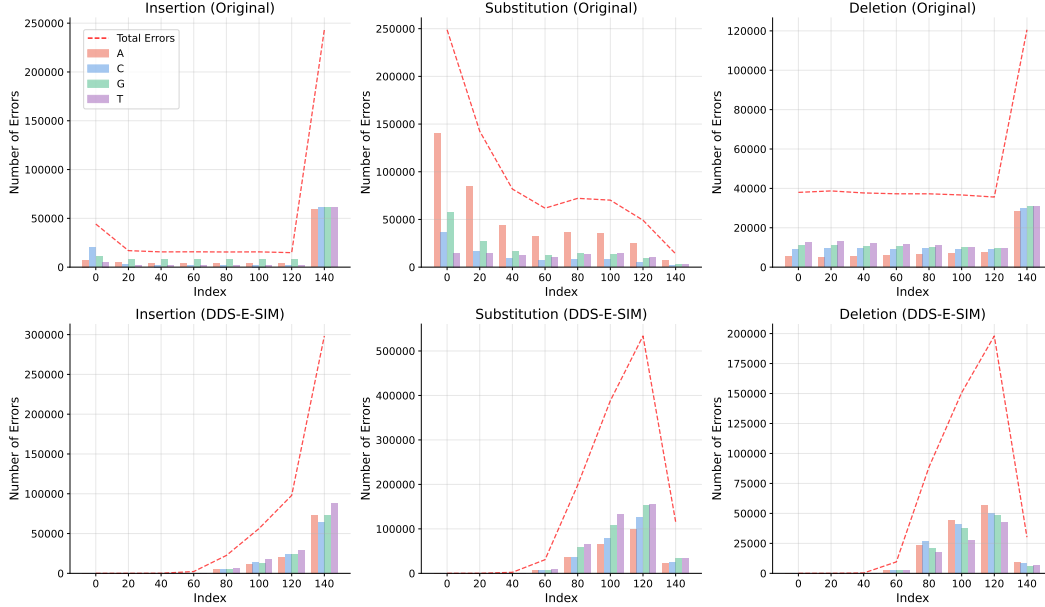 Insertion (Original)
Number of Errors
250000
200000
150000
100000
50000
0
Total Errors
A
C
G
T
0 20 40 60 80 100 120 140
Index
Substitution (Original)
Number of Errors
250000
200000
150000
100000
50000
0
0 20 40 60 80 100 120 140
Index
Deletion (Original)
Number of Errors
120000
100000
80000
60000
40000
20000
0
0 20 40 60 80 100 120 140
Index
Insertion (DDS-E-SIM)
Number of Errors
300000
250000
200000
150000
100000
50000
0
0 20 40 60 80 100 120 140
Index
Substitution (DDS-E-SIM)
Number of Errors
500000
400000
300000
200000
100000
0
0 20 40 60 80 100 120 140
Index
Deletion (DDS-E-SIM)
Number of Errors
200000
175000
150000
125000
100000
75000
50000
25000
0
0 20 40 60 80 100 120 140
Index